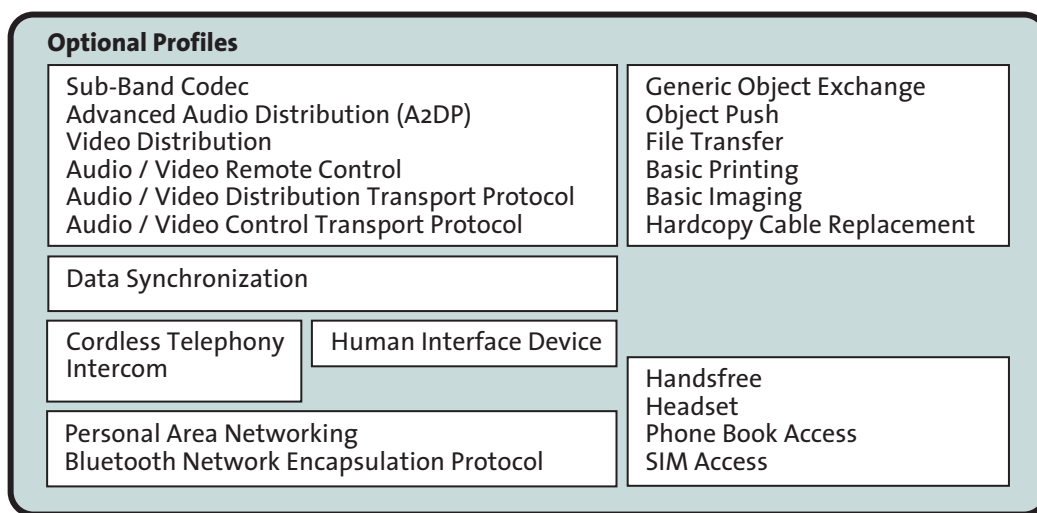 Optional Profiles
Sub-Band Codec
Advanced Audio Distribution (A2DP)
Video Distribution
Audio / Video Remote Control
Audio / Video Distribution Transport Protocol
Audio / Video Control Transport Protocol
Generic Object Exchange
Object Push
File Transfer
Basic Printing
Basic Imaging
Hardcopy Cable Replacement
Data Synchronization
Cordless Telephony
Intercom
Human Interface Device
Handsfree
Headset
Phone Book Access
SIM Access
Personal Area Networking
Bluetooth Network Encapsulation Protocol